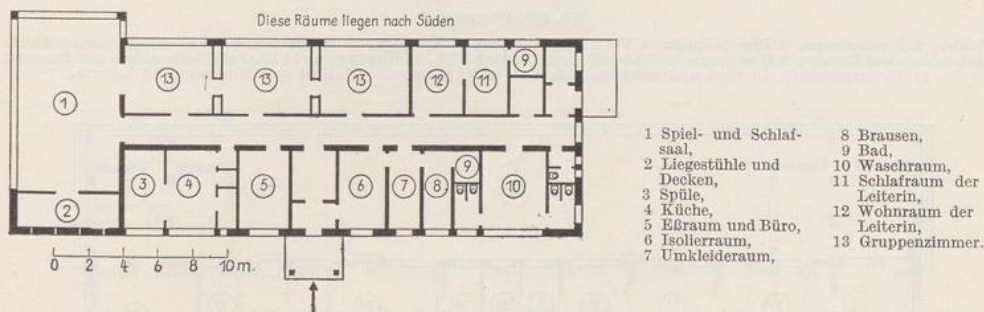 Diese Räume liegen nach Süden
9
13
13
13
12
11
1
2
3
4
5
6
7
8
9
10
0 2 4 6 8 10 m.
1 Spiel- und Schlaf-
saal,
2 Liegestühle und
Decken,
3 Spüle,
4 Küche,
5 Eßraum und Büro,
6 Isolierraum,
7 Umkleideraum,
8 Brausen,
9 Bad,
10 Waschraum,
11 Schlafraum der
Leiterin,
12 Wohnraum der
Leiterin,
13 Gruppenzimmer.